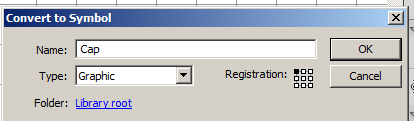 Convert to Symbol
Name: Cap OK
Type: Graphic Registration: Cancel
Folder: Library root